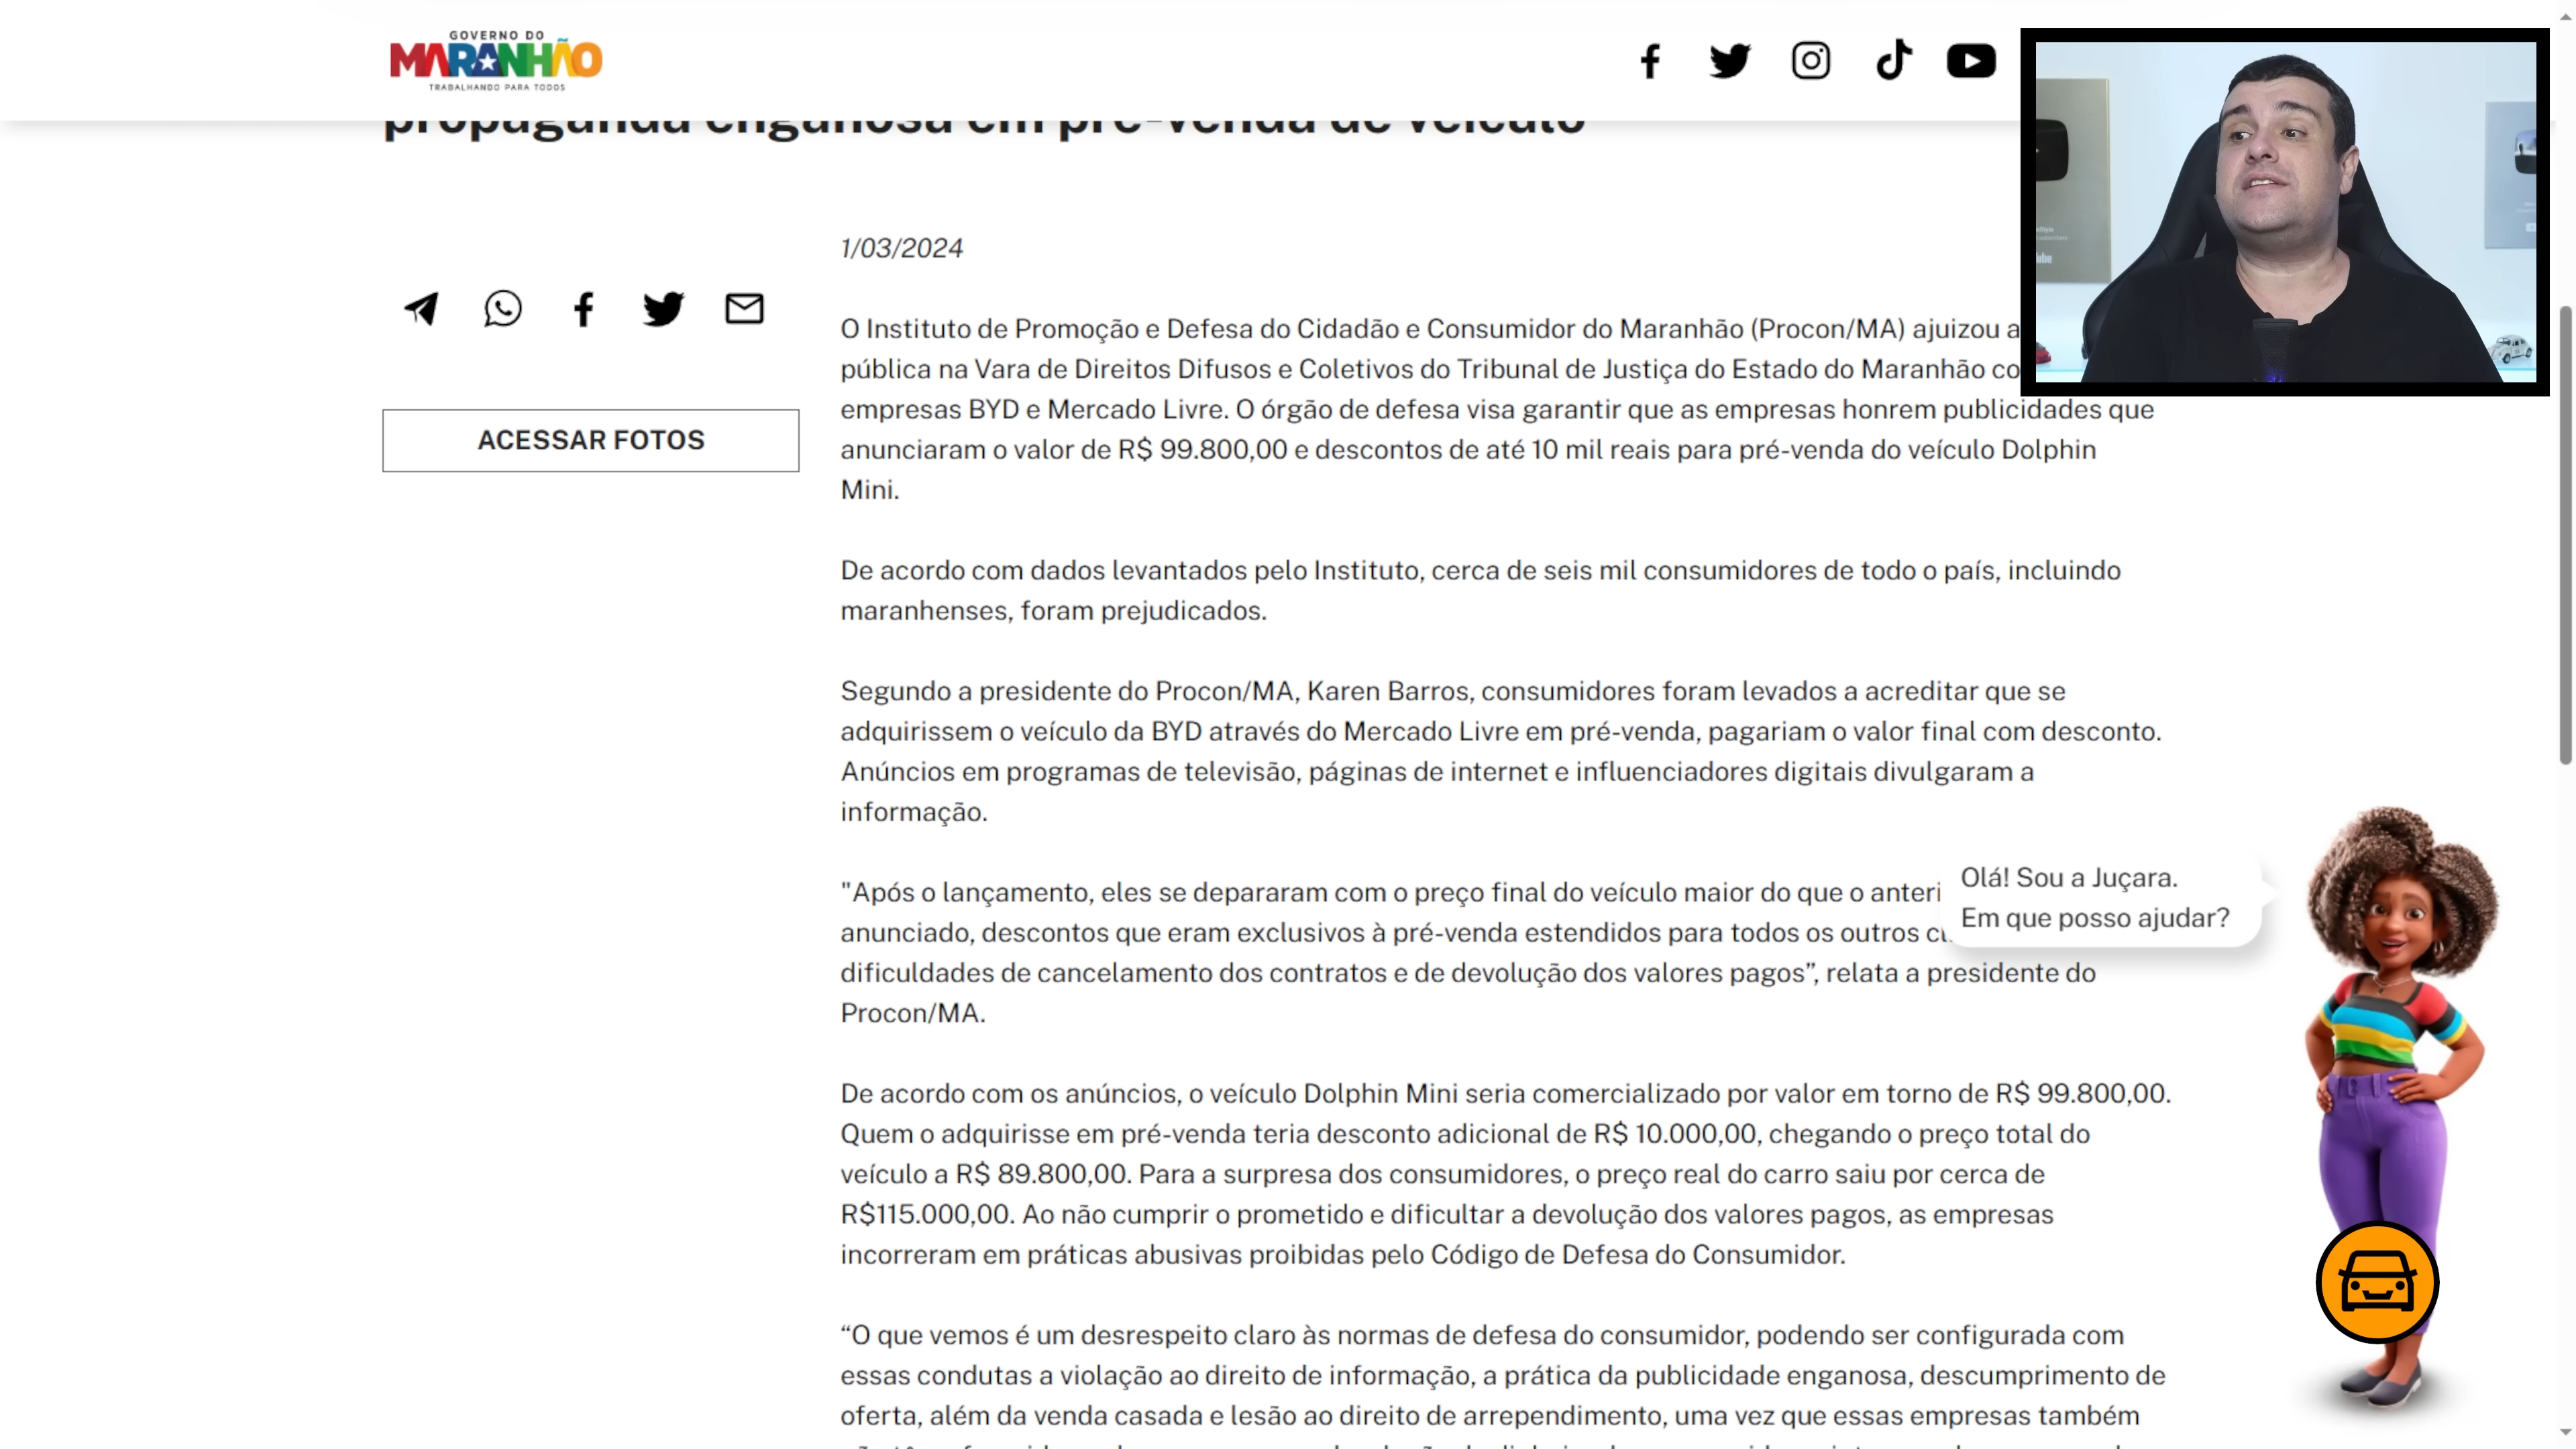 GOVERNO DO
MARANHÃO
TRABALHANDO PARA TODOS
propaganda enganosa em pré-venda de veículo
1/03/2024
ACESSAR FOTOS
O Instituto de Promoção e Defesa do Cidadão e Consumidor do Maranhão (Procon/MA) ajuizou
pública na Vara de Direitos Difusos e Coletivos do Tribunal de Justiça do Estado do Maranhão
empresas BYD e Mercado Livre. O órgão de defesa visa garantir que as empresas honrem publicidades que
anunciaram o valor de R$ 99.800,00 e descontos de até 10 mil reais para pré-venda do veículo Dolphin
Mini.
De acordo com dados levantados pelo Instituto, cerca de seis mil consumidores de todo o país, incluindo
maranhenses, foram prejudicados.
Segundo a presidente do Procon/MA, Karen Barros, consumidores foram levados a acreditar que se
adquirissem o veículo da BYD através do Mercado Livre em pré-venda, pagariam o valor final com desconto.
Anúncios em programas de televisão, páginas de internet e influenciadores digitais divulgaram a
informação.
"Após o lançamento, eles se depararam com o preço final do veículo maior do que o
anunciado, descontos que eram exclusivos à pré-venda estendidos para todos os outros
dificuldades de cancelamento dos contratos e de devolução dos valores pagos”, relata a presidente do
Procon/MA.
Olá! Sou a Juçara.
Em que posso ajudar?
De acordo com os anúncios, o veículo Dolphin Mini seria comercializado por valor em torno de R$ 99.800,00.
Quem o adquirisse em pré-venda teria desconto adicional de R$ 10.000,00, chegando o preço total do
veículo a R$ 89.800,00. Para a surpresa dos consumidores, o preço real do carro saiu por cerca de
R$115.000,00. Ao não cumprir o prometido e dificultar a devolução dos valores pagos, as empresas
incorreram em práticas abusivas proibidas pelo Código de Defesa do Consumidor.
“O que vemos é um desrespeito claro às normas de defesa do consumidor, podendo ser configurada com
essas condutas a violação ao direito de informação, a prática da publicidade enganosa, descumprimento de
oferta, além da venda casada e lesão ao direito de arrependimento, uma vez que essas empresas também